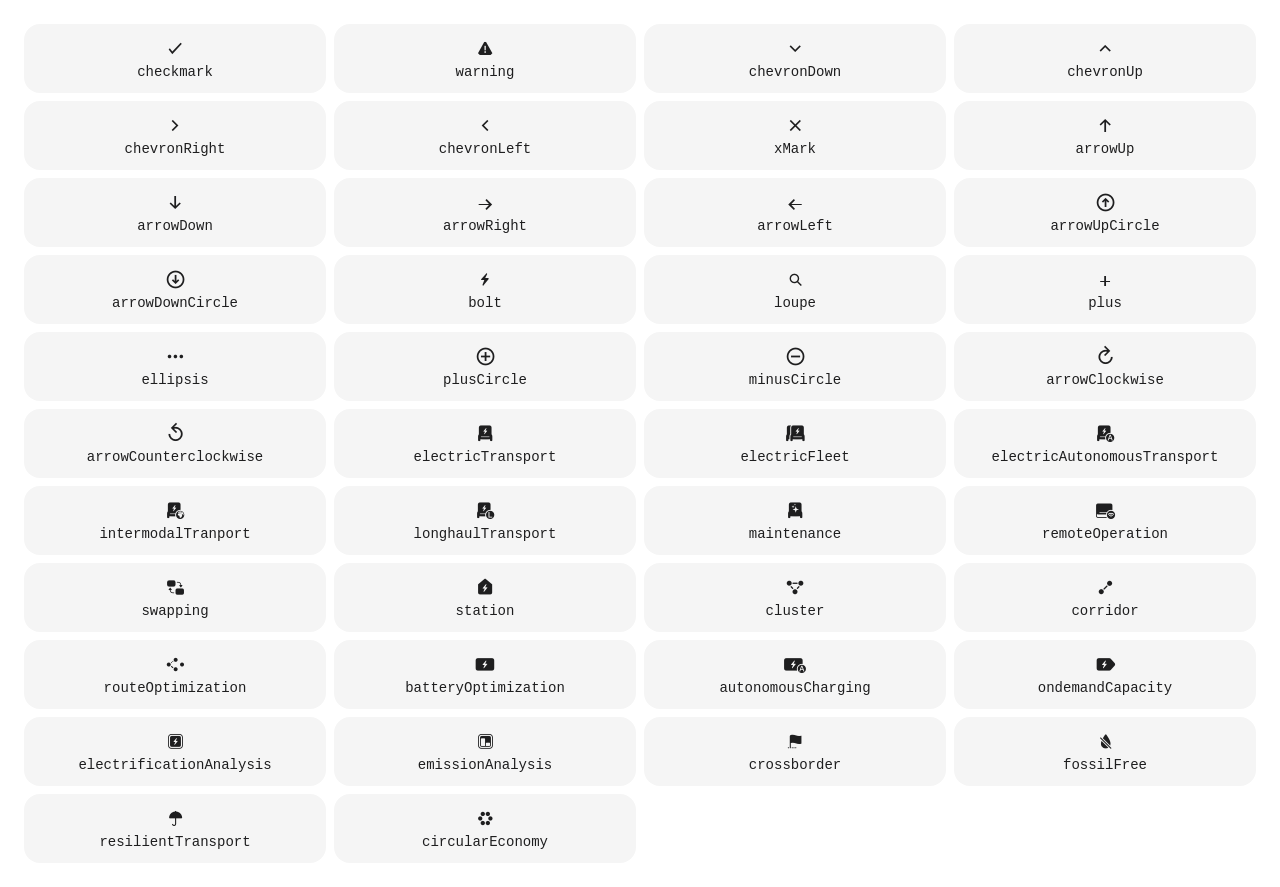 checkmark
warning
chevronDown
chevronUp
chevronRight
chevronLeft
xMark
arrowUp
arrowDown
arrowRight
arrowLeft
arrowUpCircle
arrowDownCircle
bolt
loupe
plus
ellipsis
plusCircle
minusCircle
arrowClockwise
arrowCounterclockwise
electricTransport
electricFleet
electricAutonomousTransport
intermodalTranport
longhaulTransport
maintenance
remoteOperation
swapping
station
cluster
corridor
routeOptimization
batteryOptimization
autonomousCharging
ondemandCapacity
electrificationAnalysis
emissionAnalysis
crossborder
fossilFree
resilientTransport
circularEconomy